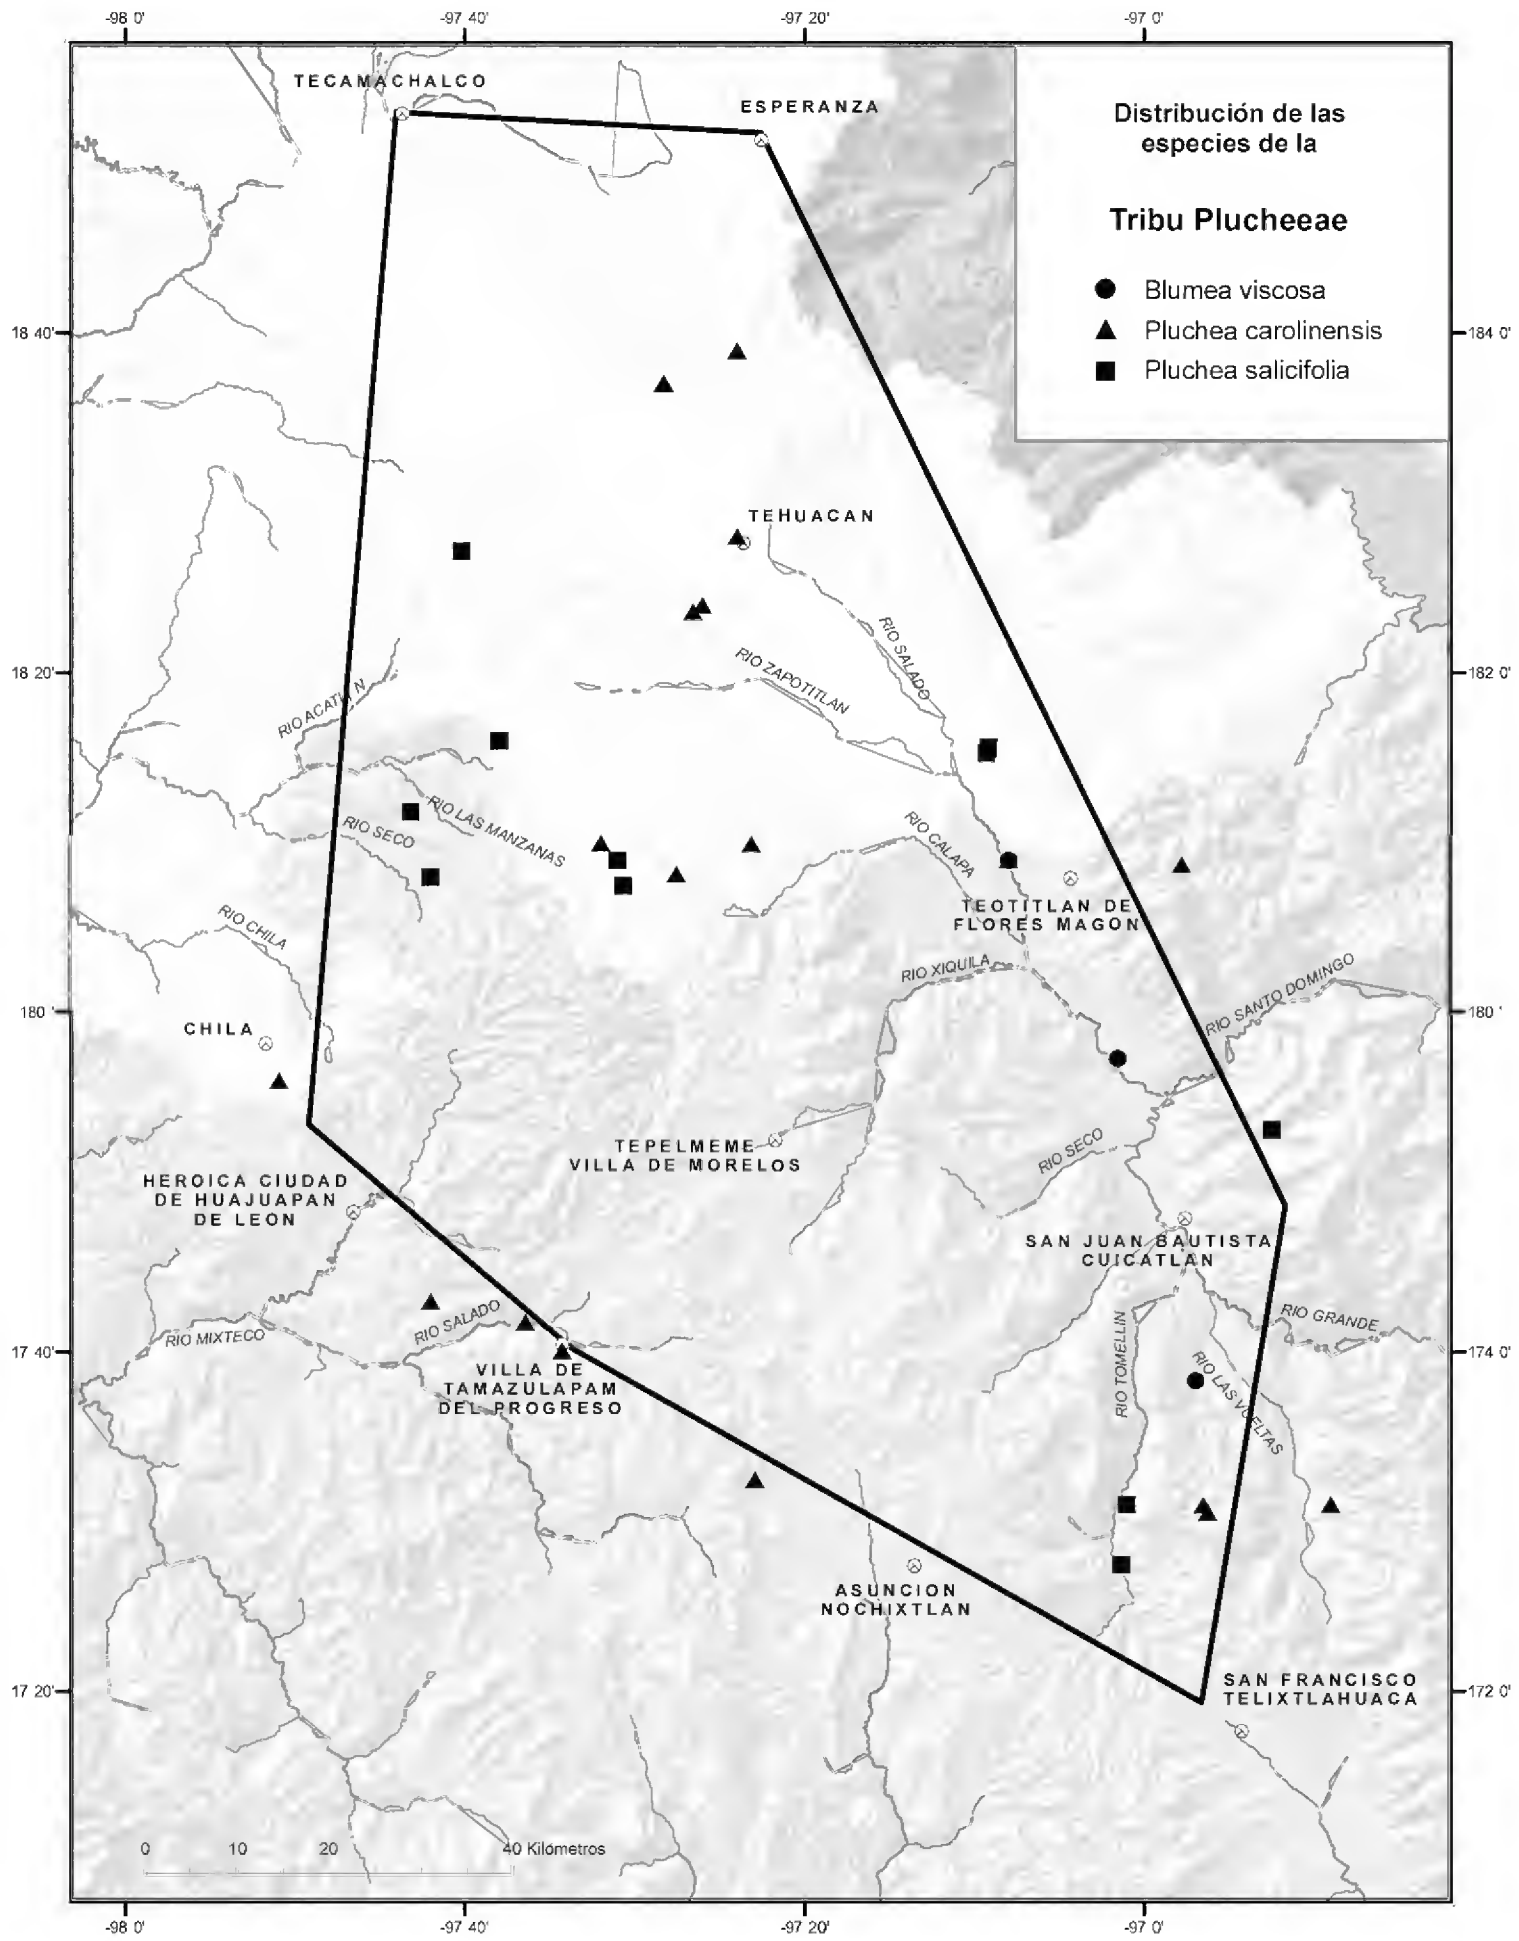 -98 0'
-97 40'
-97 20'
-97 0'
TECAMACHALCO
ESPERANZA
Distribución de las
especies de la
Tribu Plucheeae
Blumea viscosa
Pluchea carolinensis
Pluchea salicifolia
18 40'
184 0'
TEHUACAN
RIO SALADO
RIO ZAPOTITLAN
18 20'
182 0'
RIO ACATL N
RIO LAS MANZANAS
RIO SECO
RIO CALAPA
TEOTITLAN DE
FLORES MAGON
RIO CHILA
RIO XIQUILA
RIO SANTO DOMINGO
180 '
180 '
CHILA
TEPELMEME
VILLA DE MORELOS
RIO SECO
HEROICA CIUDAD
DE HUAJUAPAN
DE LEON
SAN JUAN BAUTISTA
CUICATLAN
RIO SALADO
RIO MIXTECO
RIO GRANDE
RIO TOMELLIN
RIO LAS VUELTAS
17 40'
174 0'
VILLA DE
TAMAZULAPAM
DEL PROGRESO
ASUNCION
NOCHIXTLAN
17 20'
172 0'
SAN FRANCISCO
TELIXTLAHUACA
0 10 20 40 Kilómetros
-98 0'
-97 40'
-97 20'
-97 0'